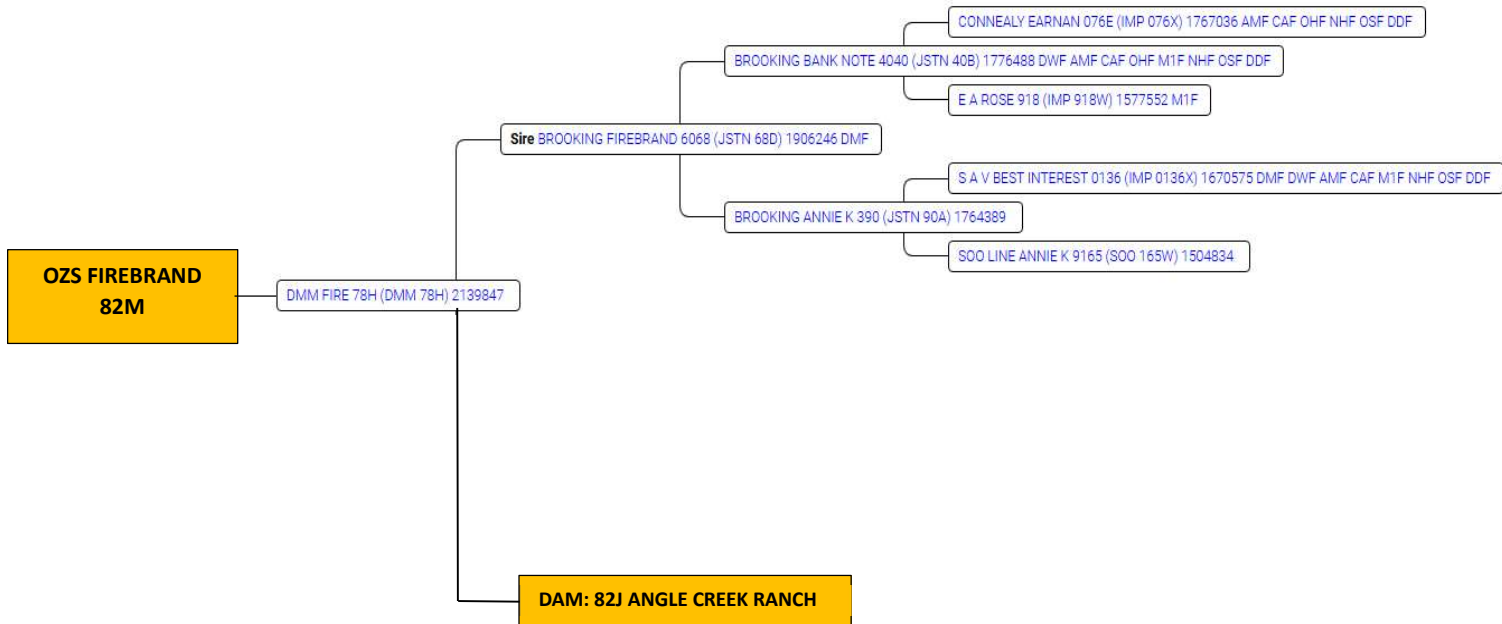 CONNEALY EARNAN 076E (IMP 076X) 1767036 AMF CAF OHF NHF OSF DDF
BROOKING BANK NOTE 4040 (JSTN 40B) 1776488 DWF AMF CAF OHF M1F NHF OSF DDF
E A ROSE 918 (IMP 918W) 1577552 M1F
Sire BROOKING FIREBRAND 6068 (JSTN 68D) 1906246 DMF
S A V BEST INTEREST 0136 (IMP 0136X) 1670575 DMF DWF AMF CAF M1F NHF OSF DDF
BROOKING ANNIE K 390 (JSTN 90A) 1764389
SOO LINE ANNIE K 9165 (SOO 165W) 1504834
OZS FIREBRAND
82M
DMM FIRE 78H (DMM 78H) 2139847
DAM: 82J ANGLE CREEK RANCH